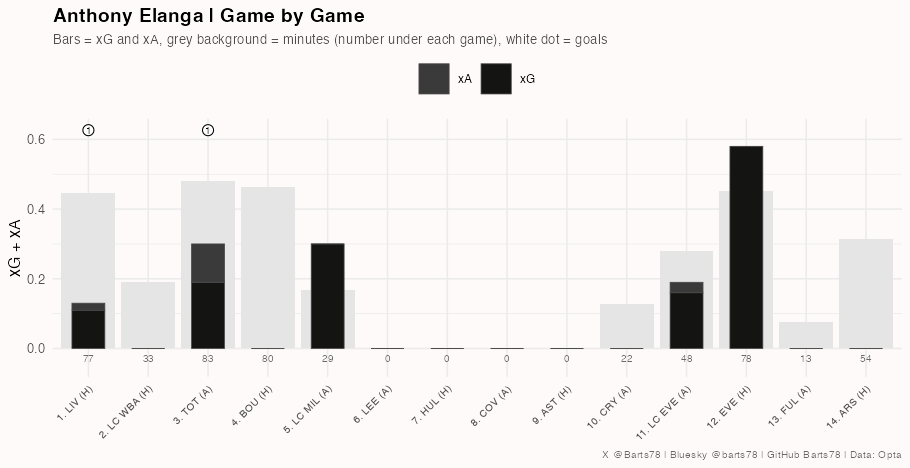 Anthony Elanga | Game by Game
Bars = xG and xA, grey background = minutes (number under each game), white dot = goals
xA xG
xG + xA
0.6
0.4
0.2
0.0
1 1
77 33 83 80 29 0 0 0 0 22 48 78 13 54
1. LIV (H)
2. LC WBA (H)
3. TOT (A)
4. BOU (H)
5. LC MIL (A)
6. LEE (A)
7. HUL (H)
8. COV (A)
9. AST (H)
10. CRY (A)
11. LC EVE (A)
12. EVE (H)
13. FUL (A)
14. ARS (H)
X @Barts78 | Bluesky @barts78 | GitHub Barts78 | Data: Opta